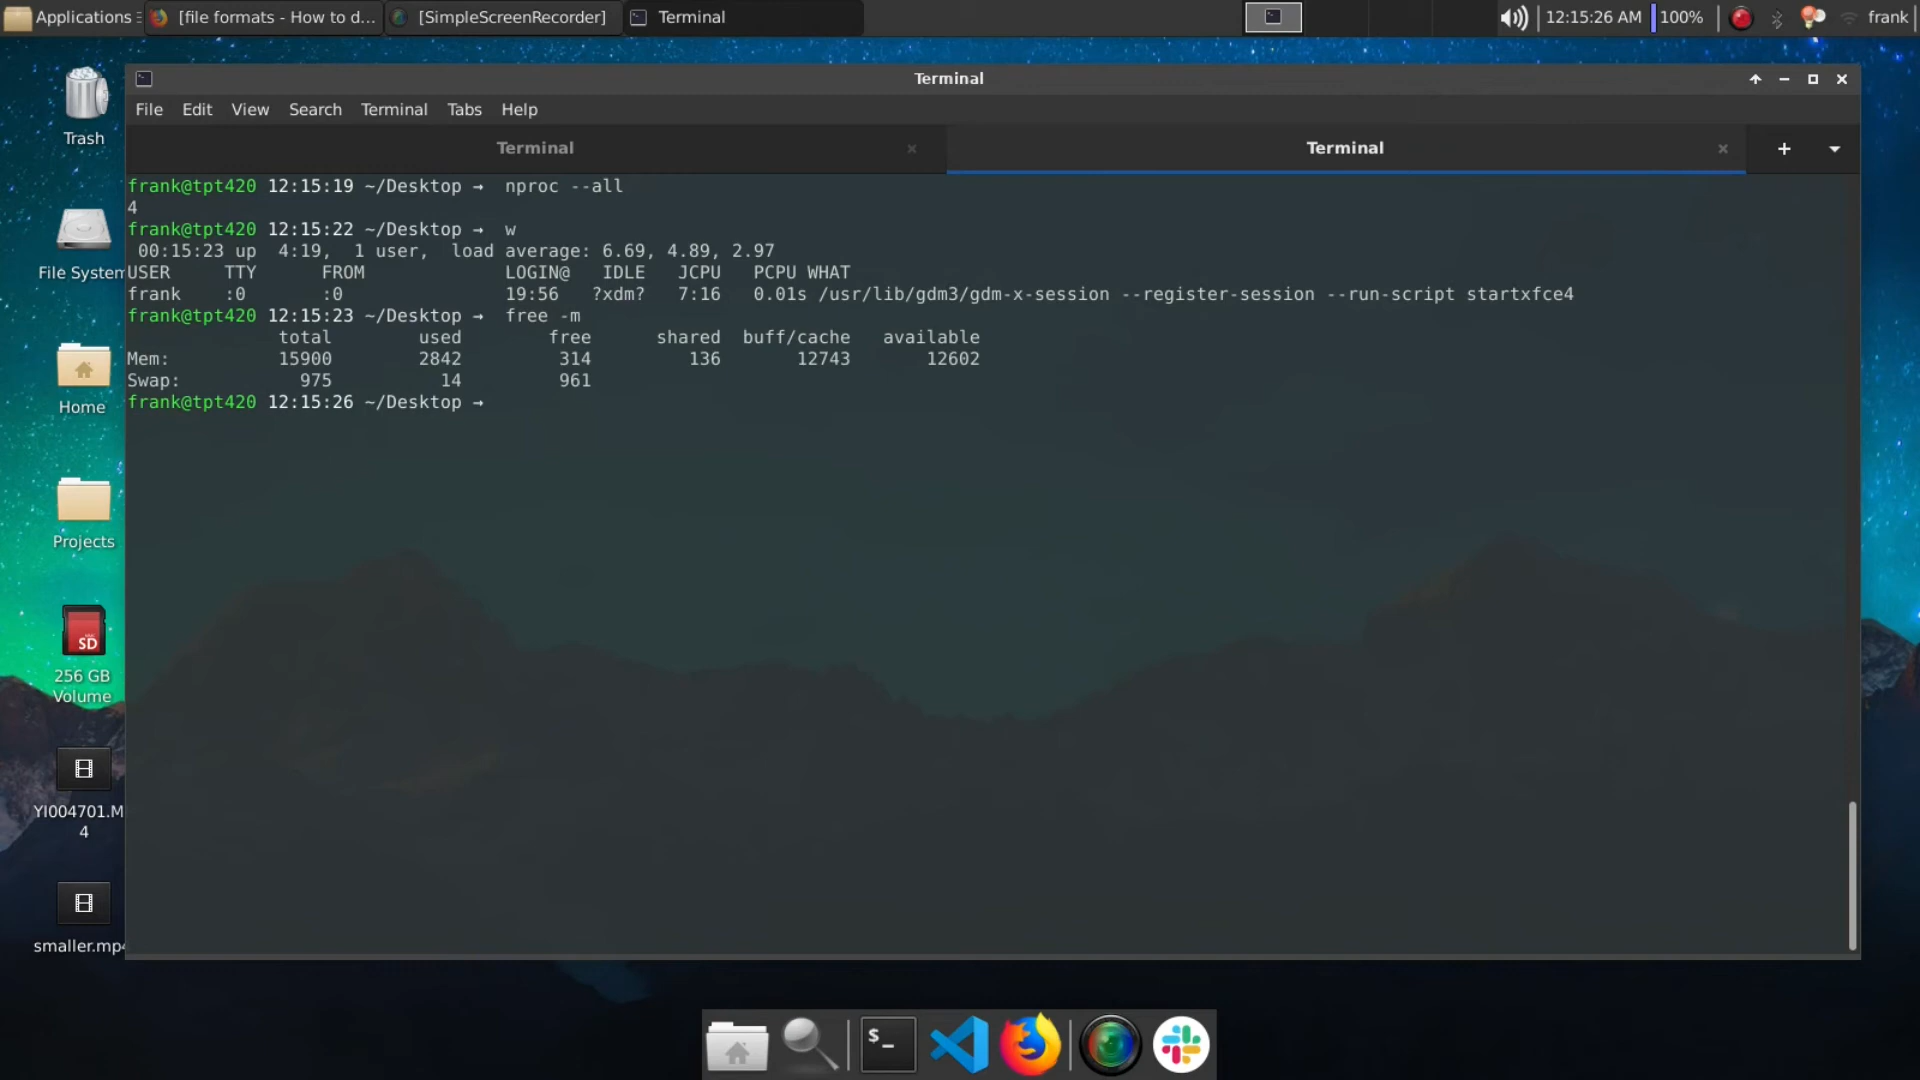 Applications [file formats - How to d... [SimpleScreenRecorder] Terminal 12:15:26 AM 100% frank
Terminal
File Edit View Search Terminal Tabs Help
Terminal Terminal
frank@tpt420 12:15:19 ~/Desktop → nproc --all
4
frank@tpt420 12:15:22 ~/Desktop → w
00:15:23 up 4:19, 1 user, load average: 6.69, 4.89, 2.97
USER TTY FROM LOGIN@ IDLE JCPU PCPU WHAT
frank :0 :0 19:56 ?xdm? 7:16 0.01s /usr/lib/gdm3/gdm-x-session --register-session --run-script startxfce4
frank@tpt420 12:15:23 ~/Desktop → free -m
total used free shared buff/cache available
Mem: 15900 2842 314 136 12743 12602
Swap: 975 14 961
frank@tpt420 12:15:26 ~/Desktop →
Trash
File System
Home
Projects
SD
256 GB
Volume
YI004701.M
4
smaller.mp4
$_